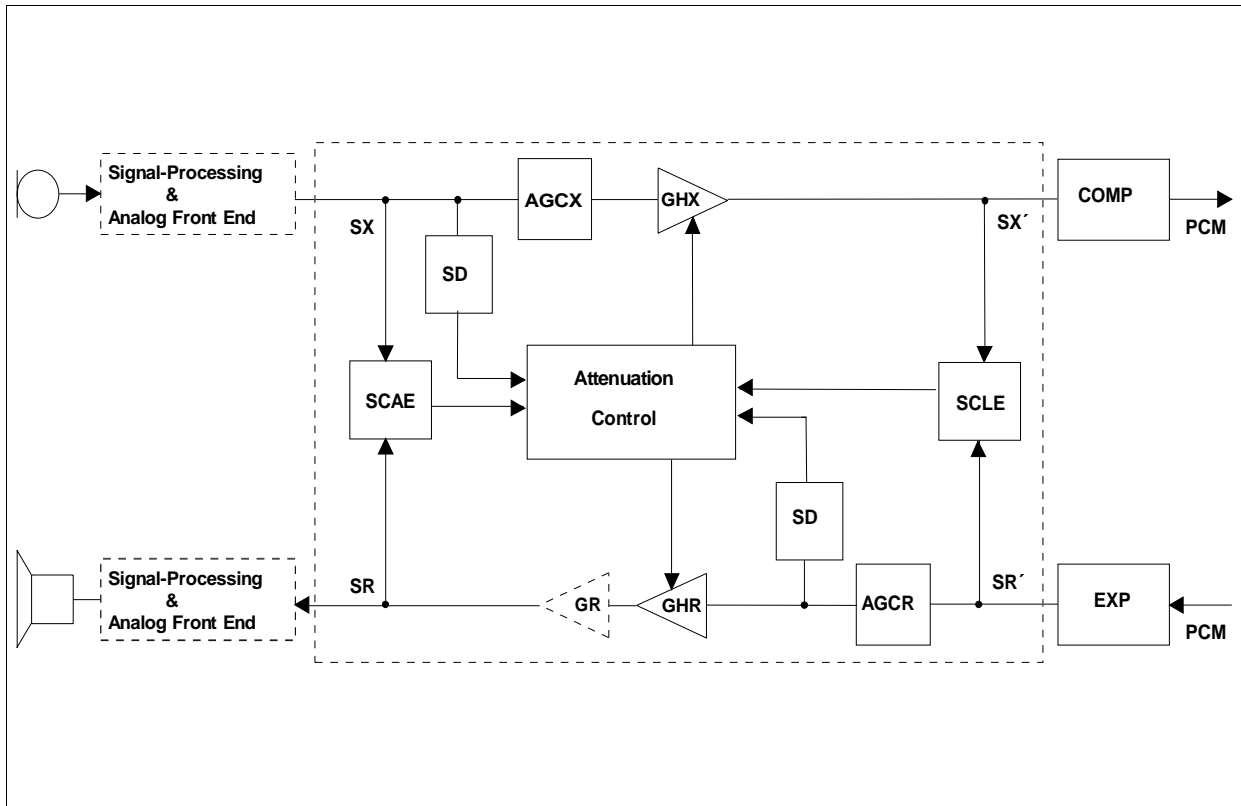 Signal-Processing
&
Analog Front End
SX
AGCX
GHX
SX´
COMP
PCM
SD
SCAE
Attenuation
Control
SCLE
SD
Signal-Processing
&
Analog Front End
SR
GR
GHR
AGCR
SR´
EXP
PCM